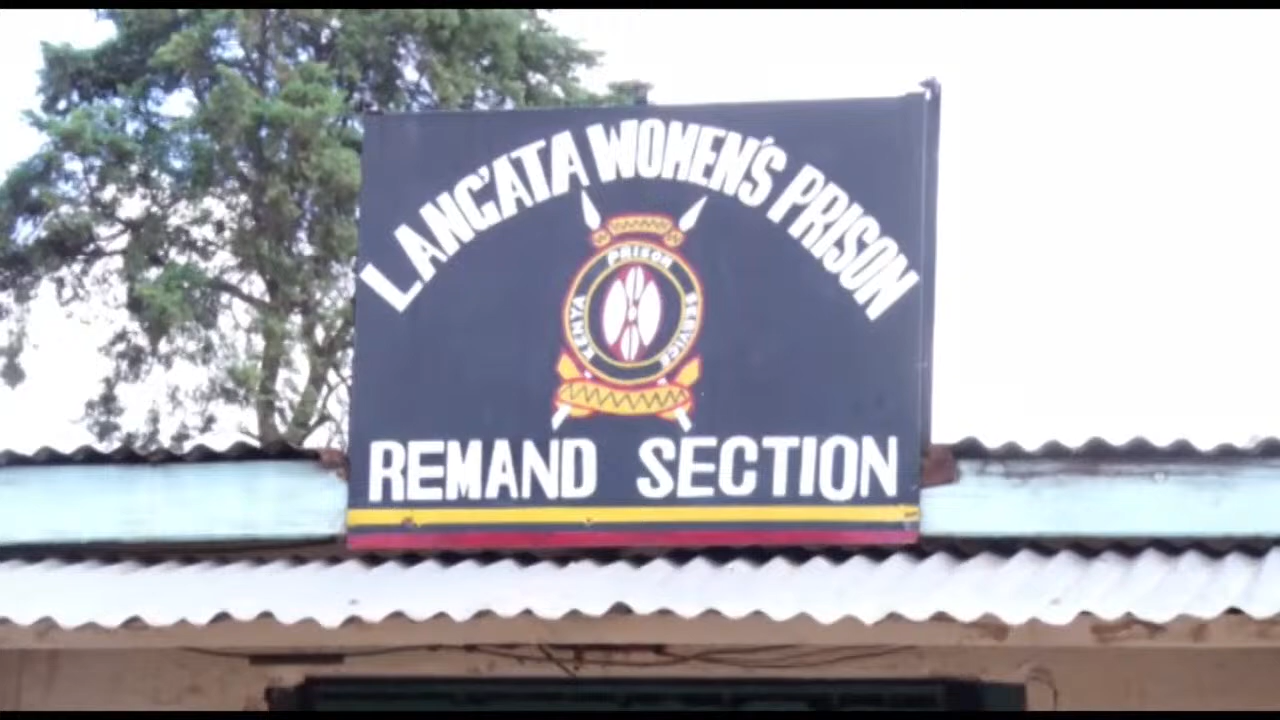 LANG'ATA WOMEN'S PRISON
PRISON
KENYA
SERVICE
REMAND SECTION